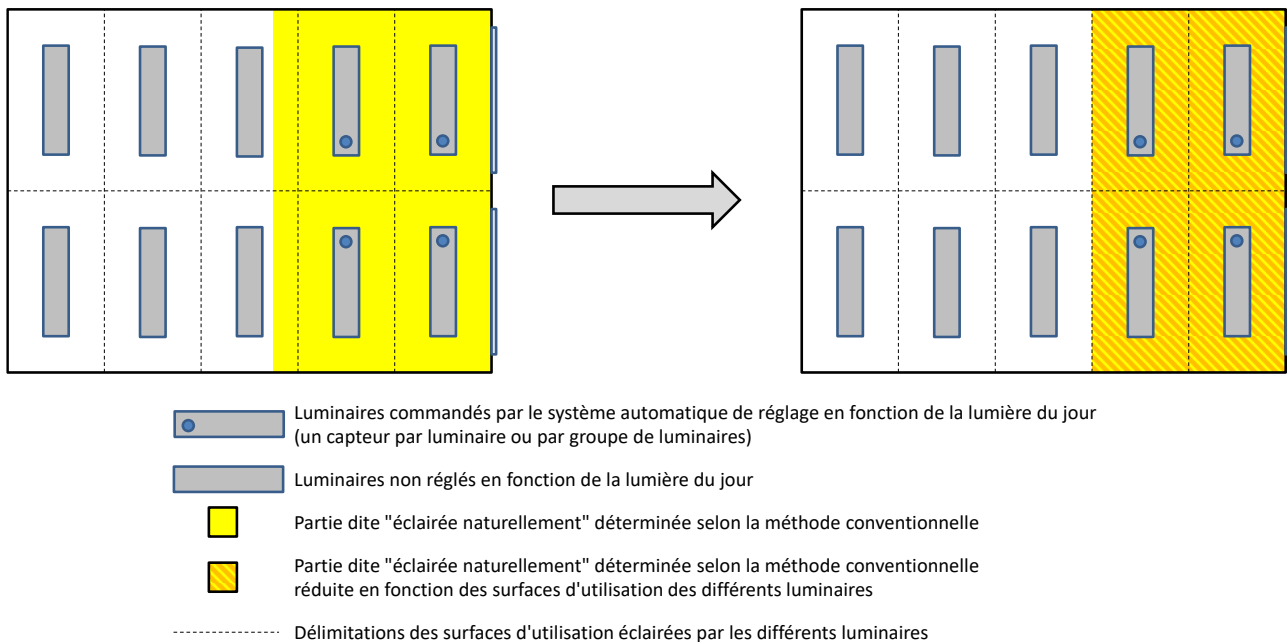 Luminaires commandés par le système automatique de réglage en fonction de la lumière du jour
(un capteur par luminaire ou par groupe de luminaires)
Luminaires non réglés en fonction de la lumière du jour
Partie dite "éclairée naturellement" déterminée selon la méthode conventionnelle
Partie dite "éclairée naturellement" déterminée selon la méthode conventionnelle
réduite en fonction des surfaces d'utilisation des différents luminaires
Délimitations des surfaces d'utilisation éclairées par les différents luminaires